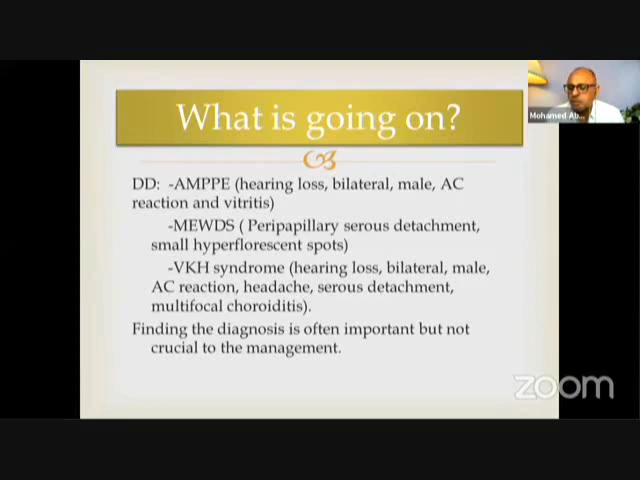 What is going on?
Mohamed Ab...
DD: -AMPPE (hearing loss, bilateral, male, AC
reaction and vitritis)
-MEWDS ( Peripapillary serous detachment,
small hyperflorescent spots)
-VKH syndrome (hearing loss, bilateral, male,
AC reaction, headache, serous detachment,
multifocal choroiditis).
Finding the diagnosis is often important but not
crucial to the management.
zoom